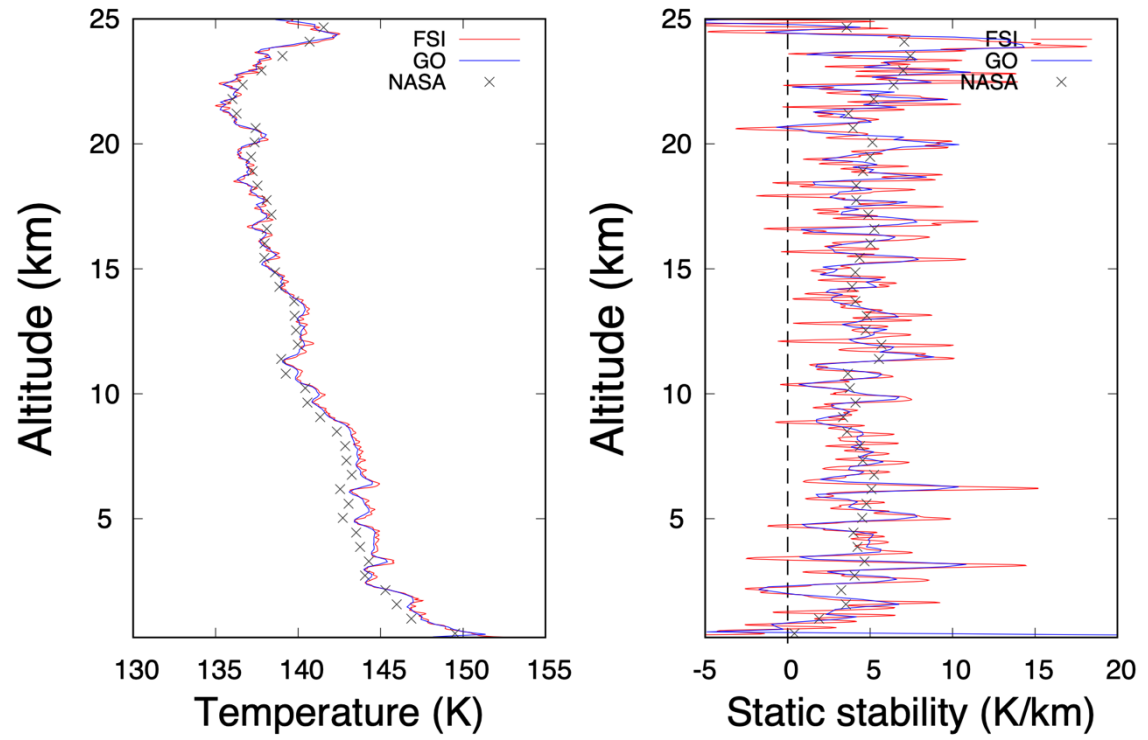 FSI
GO
NASA
25
20
15
10
5
130 135 140 145 150 155
Altitude (km)
Temperature (K)
FSI
GO
NASA
25
20
15
10
5
-5 0 5 10 15 20
Altitude (km)
Static stability (K/km)